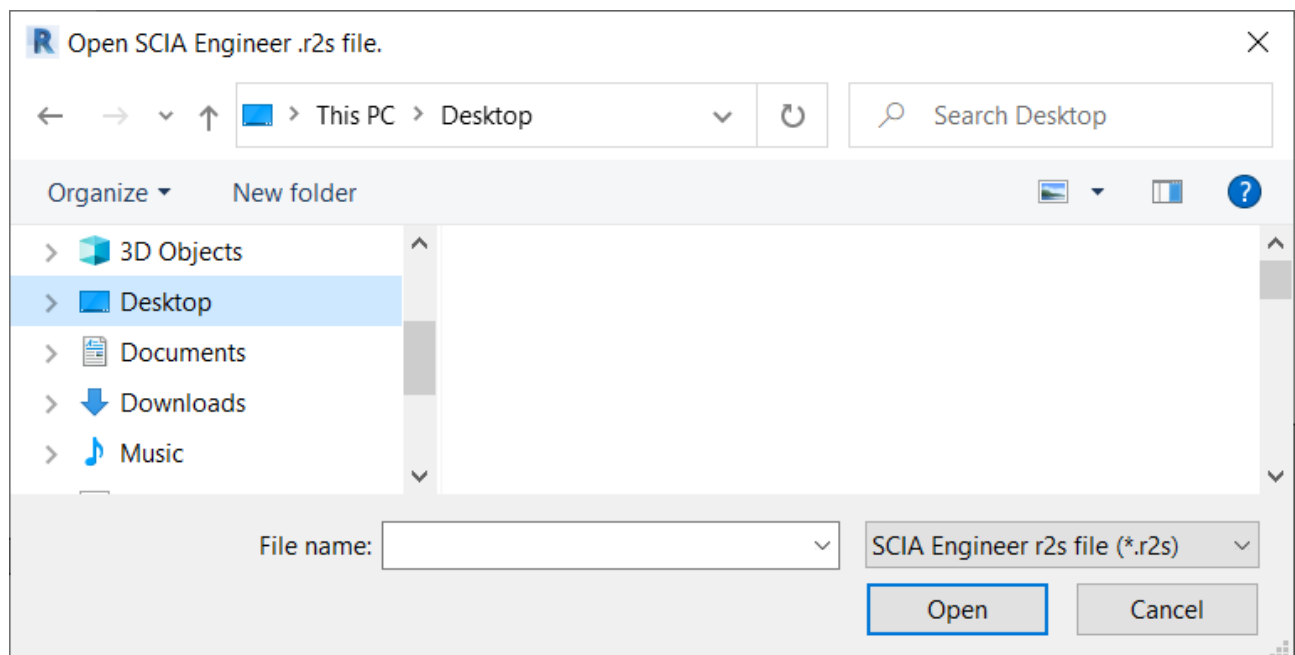 R Open SCIA Engineer .r2s file.
This PC > Desktop
Search Desktop
Organize New folder
?
3D Objects
Desktop
Documents
Downloads
Music
File name:
SCIA Engineer r2s file (*.r2s)
Open Cancel